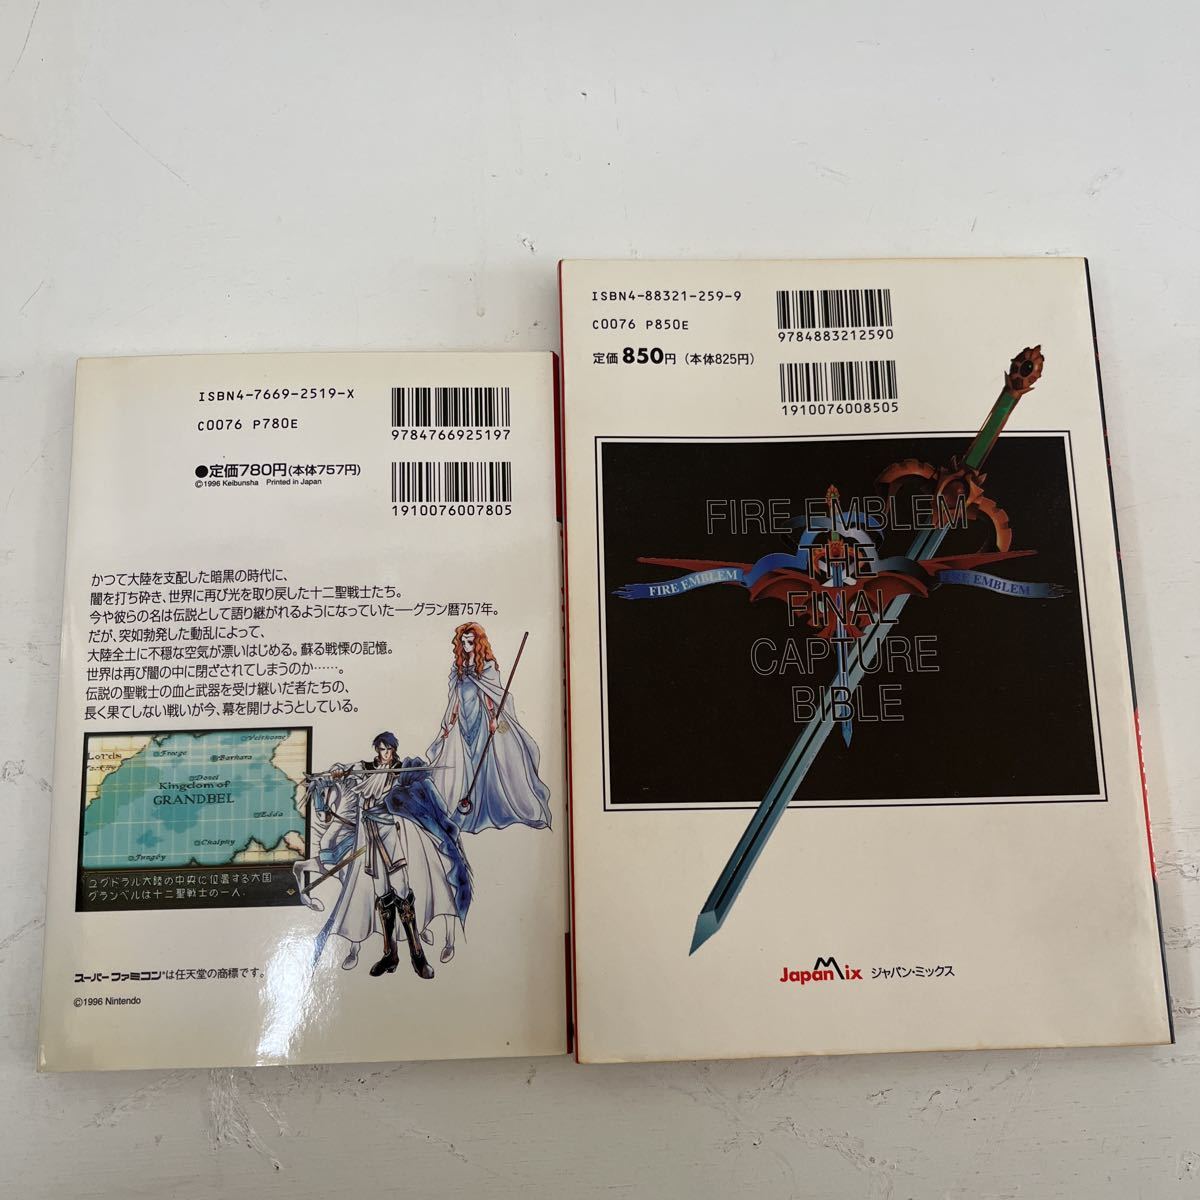 ISBN4-7669-2519-X
C0076 P780E
9784766925197
●定価780円(本体757円)
©1996 Keibunsha Printed in Japan
1910076007805
かつて大陸を支配した暗黒の時代に、
闇を打ち砕き、世界に再び光を取り戻した十二聖戦士たち。
今や彼らの名は伝説として語り継がれるようになっていた──グラン暦757年。
だが、突如勃発した動乱によって、
大陸全土に不穏な空気が漂いはじめる。蘇る戦慄の記憶。
世界は再び闇の中に閉ざされてしまうのか……。
伝説の聖戦士の血と武器を受け継いだ者たちの、
長く果てしない戦いが今、幕を開けようとしている。
Velthomer
Lords
Freege
Barhara
Dozel
Kingdom of
GRANDBEL
Edda
Chalphy
Jungby
ユグドラル大陸の中央に位置する大国
グランベルは十二聖戦士の一人、
スーパーファミコン®は任天堂の商標です。
©1996 Nintendo
ISBN4-88321-259-9
C0076 P850E
9784883212590
定価850円(本体825円)
1910076008505
FIRE EMBLEM
THE
FINAL
CAPTURE
BIBLE
FIRE EMBLEM
FIRE EMBLEM
JapanMix ジャパン・ミックス